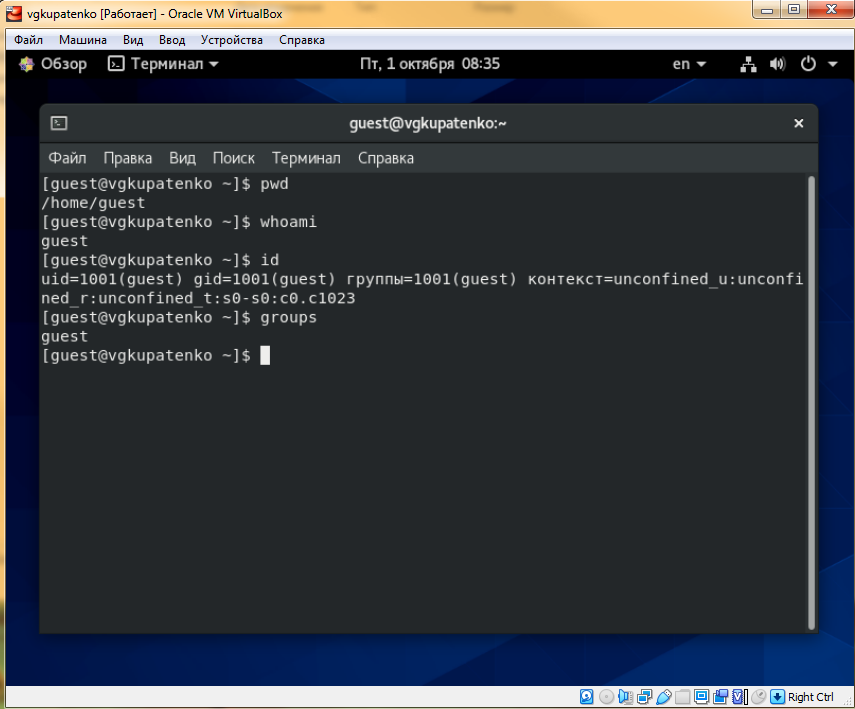 vgkupatenko [Работает] - Oracle VM VirtualBox
Файл Машина Вид Ввод Устройства Справка
Обзор Терминал Пт, 1 октября 08:35 en
guest@vgkupatenko:~
Файл Правка Вид Поиск Терминал Справка
[guest@vgkupatenko ~]$ pwd
/home/guest
[guest@vgkupatenko ~]$ whoami
guest
[guest@vgkupatenko ~]$ id
uid=1001(guest) gid=1001(guest) группы=1001(guest) контекст=unconfined_u:unconfi
ned_r:unconfined_t:s0-s0:c0.c1023
[guest@vgkupatenko ~]$ groups
guest
[guest@vgkupatenko ~]$
Right Ctrl